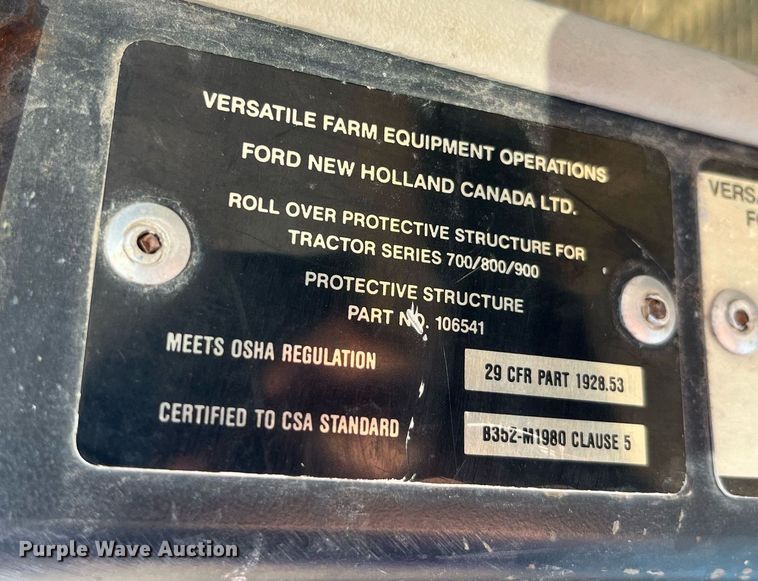 VERSATILE FARM EQUIPMENT OPERATIONS
FORD NEW HOLLAND CANADA LTD.
ROLL OVER PROTECTIVE STRUCTURE FOR
TRACTOR SERIES 700/800/900
PROTECTIVE STRUCTURE
PART NO. 106541
MEETS OSHA REGULATION 29 CFR PART 1928.53
CERTIFIED TO CSA STANDARD B352-M1980 CLAUSE 5
Purple Wave Auction